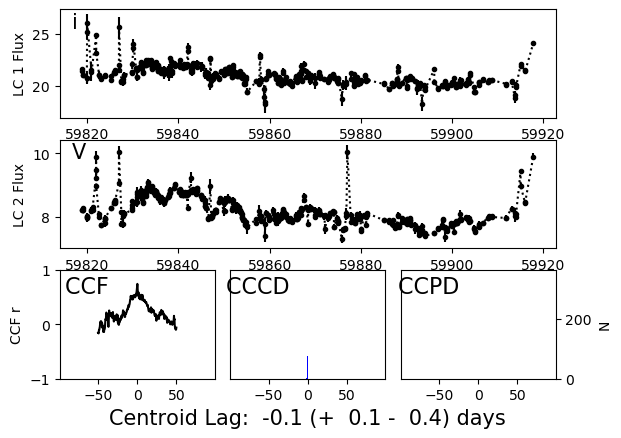 i
LC 1 Flux
25
20
59820 59840 59860 59880 59900 59920
V
LC 2 Flux
10
8
59820 59840 59860 59880 59900 59920
CCF CCCD CCPD
CCF r
1
0
−1
200
0
N
−50 0 50 −50 0 50 −50 0 50
Centroid Lag: -0.1 (+ 0.1 - 0.4) days